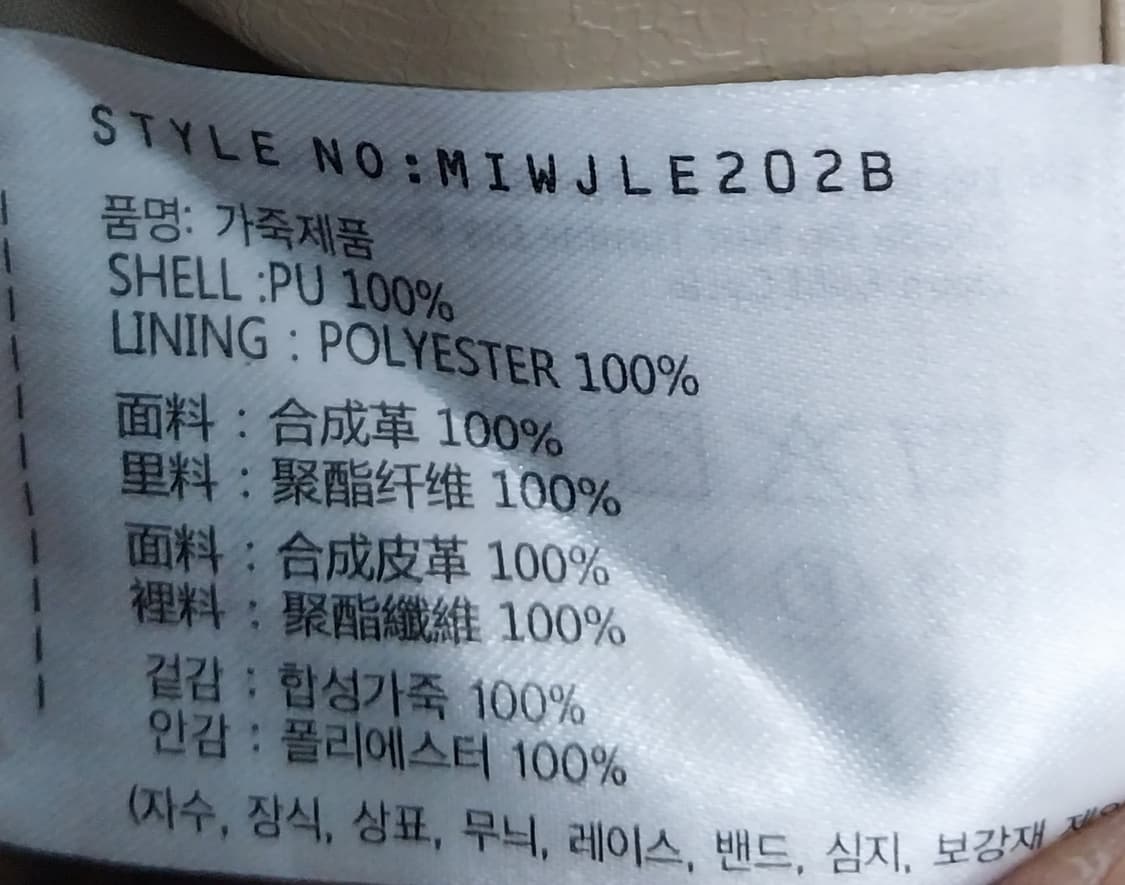 STYLE NO:MIWJLE202B
품명: 가죽제품
SHELL :PU 100%
LINING : POLYESTER 100%
面料 : 合成革 100%
里料 : 聚酯纤维 100%
面料 : 合成皮革 100%
裡料 : 聚酯纖維 100%
겉감 : 합성가죽 100%
안감 : 폴리에스터 100%
(자수, 장식, 상표, 무늬, 레이스, 밴드, 심지, 보강재